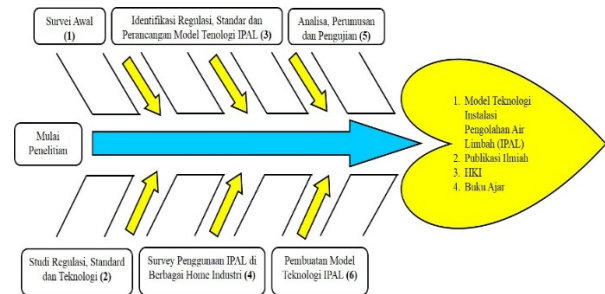 Survei Awal
(1)
Identifikasi Regulasi, Standar dan
Perancangan Model Tenologi IPAL (3)
Analisa, Perumusan
dan Pengujian (5)
Mulai
Penelitian
1. Model Teknologi
Instalasi
Pengolahan Air
Limbah (IPAL)
2. Publikasi Ilmiah
3. HKI
4. Buku Ajar
Studi Regulasi, Standard
dan Teknologi (2)
Survey Penggunaan IPAL di
Berbagai Home Industri (4)
Pembuatan Model
Teknologi IPAL (6)